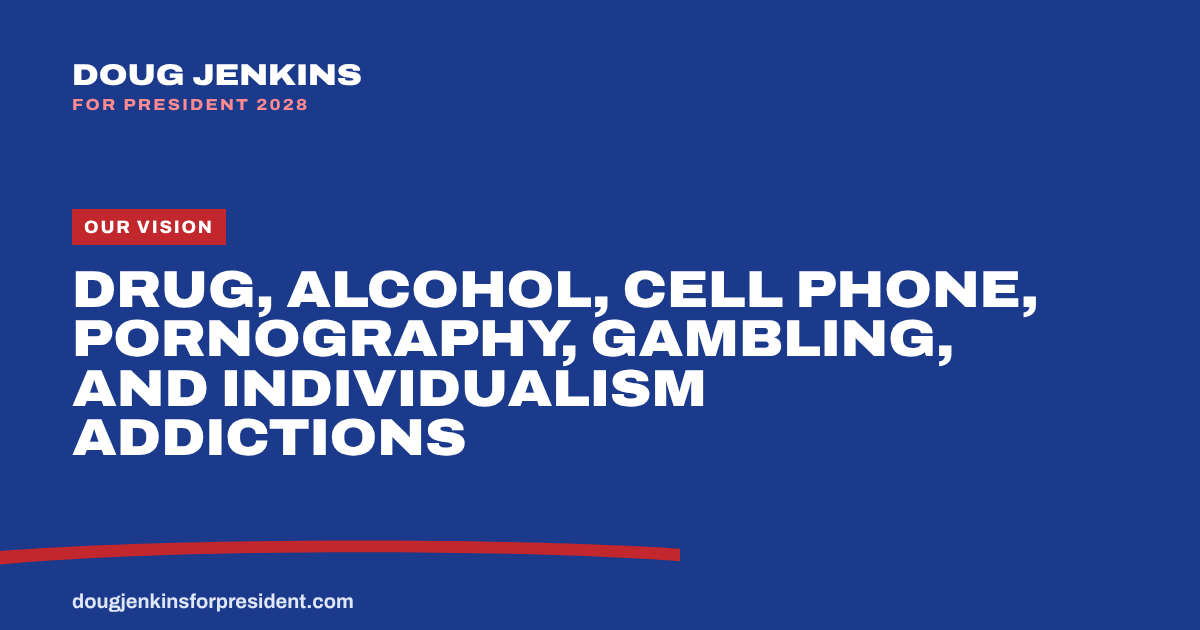 DOUG JENKINS
FOR PRESIDENT 2028
OUR VISION
DRUG, ALCOHOL, CELL PHONE,
PORNOGRAPHY, GAMBLING,
AND INDIVIDUALISM
ADDICTIONS
dougjenkinsforpresident.com